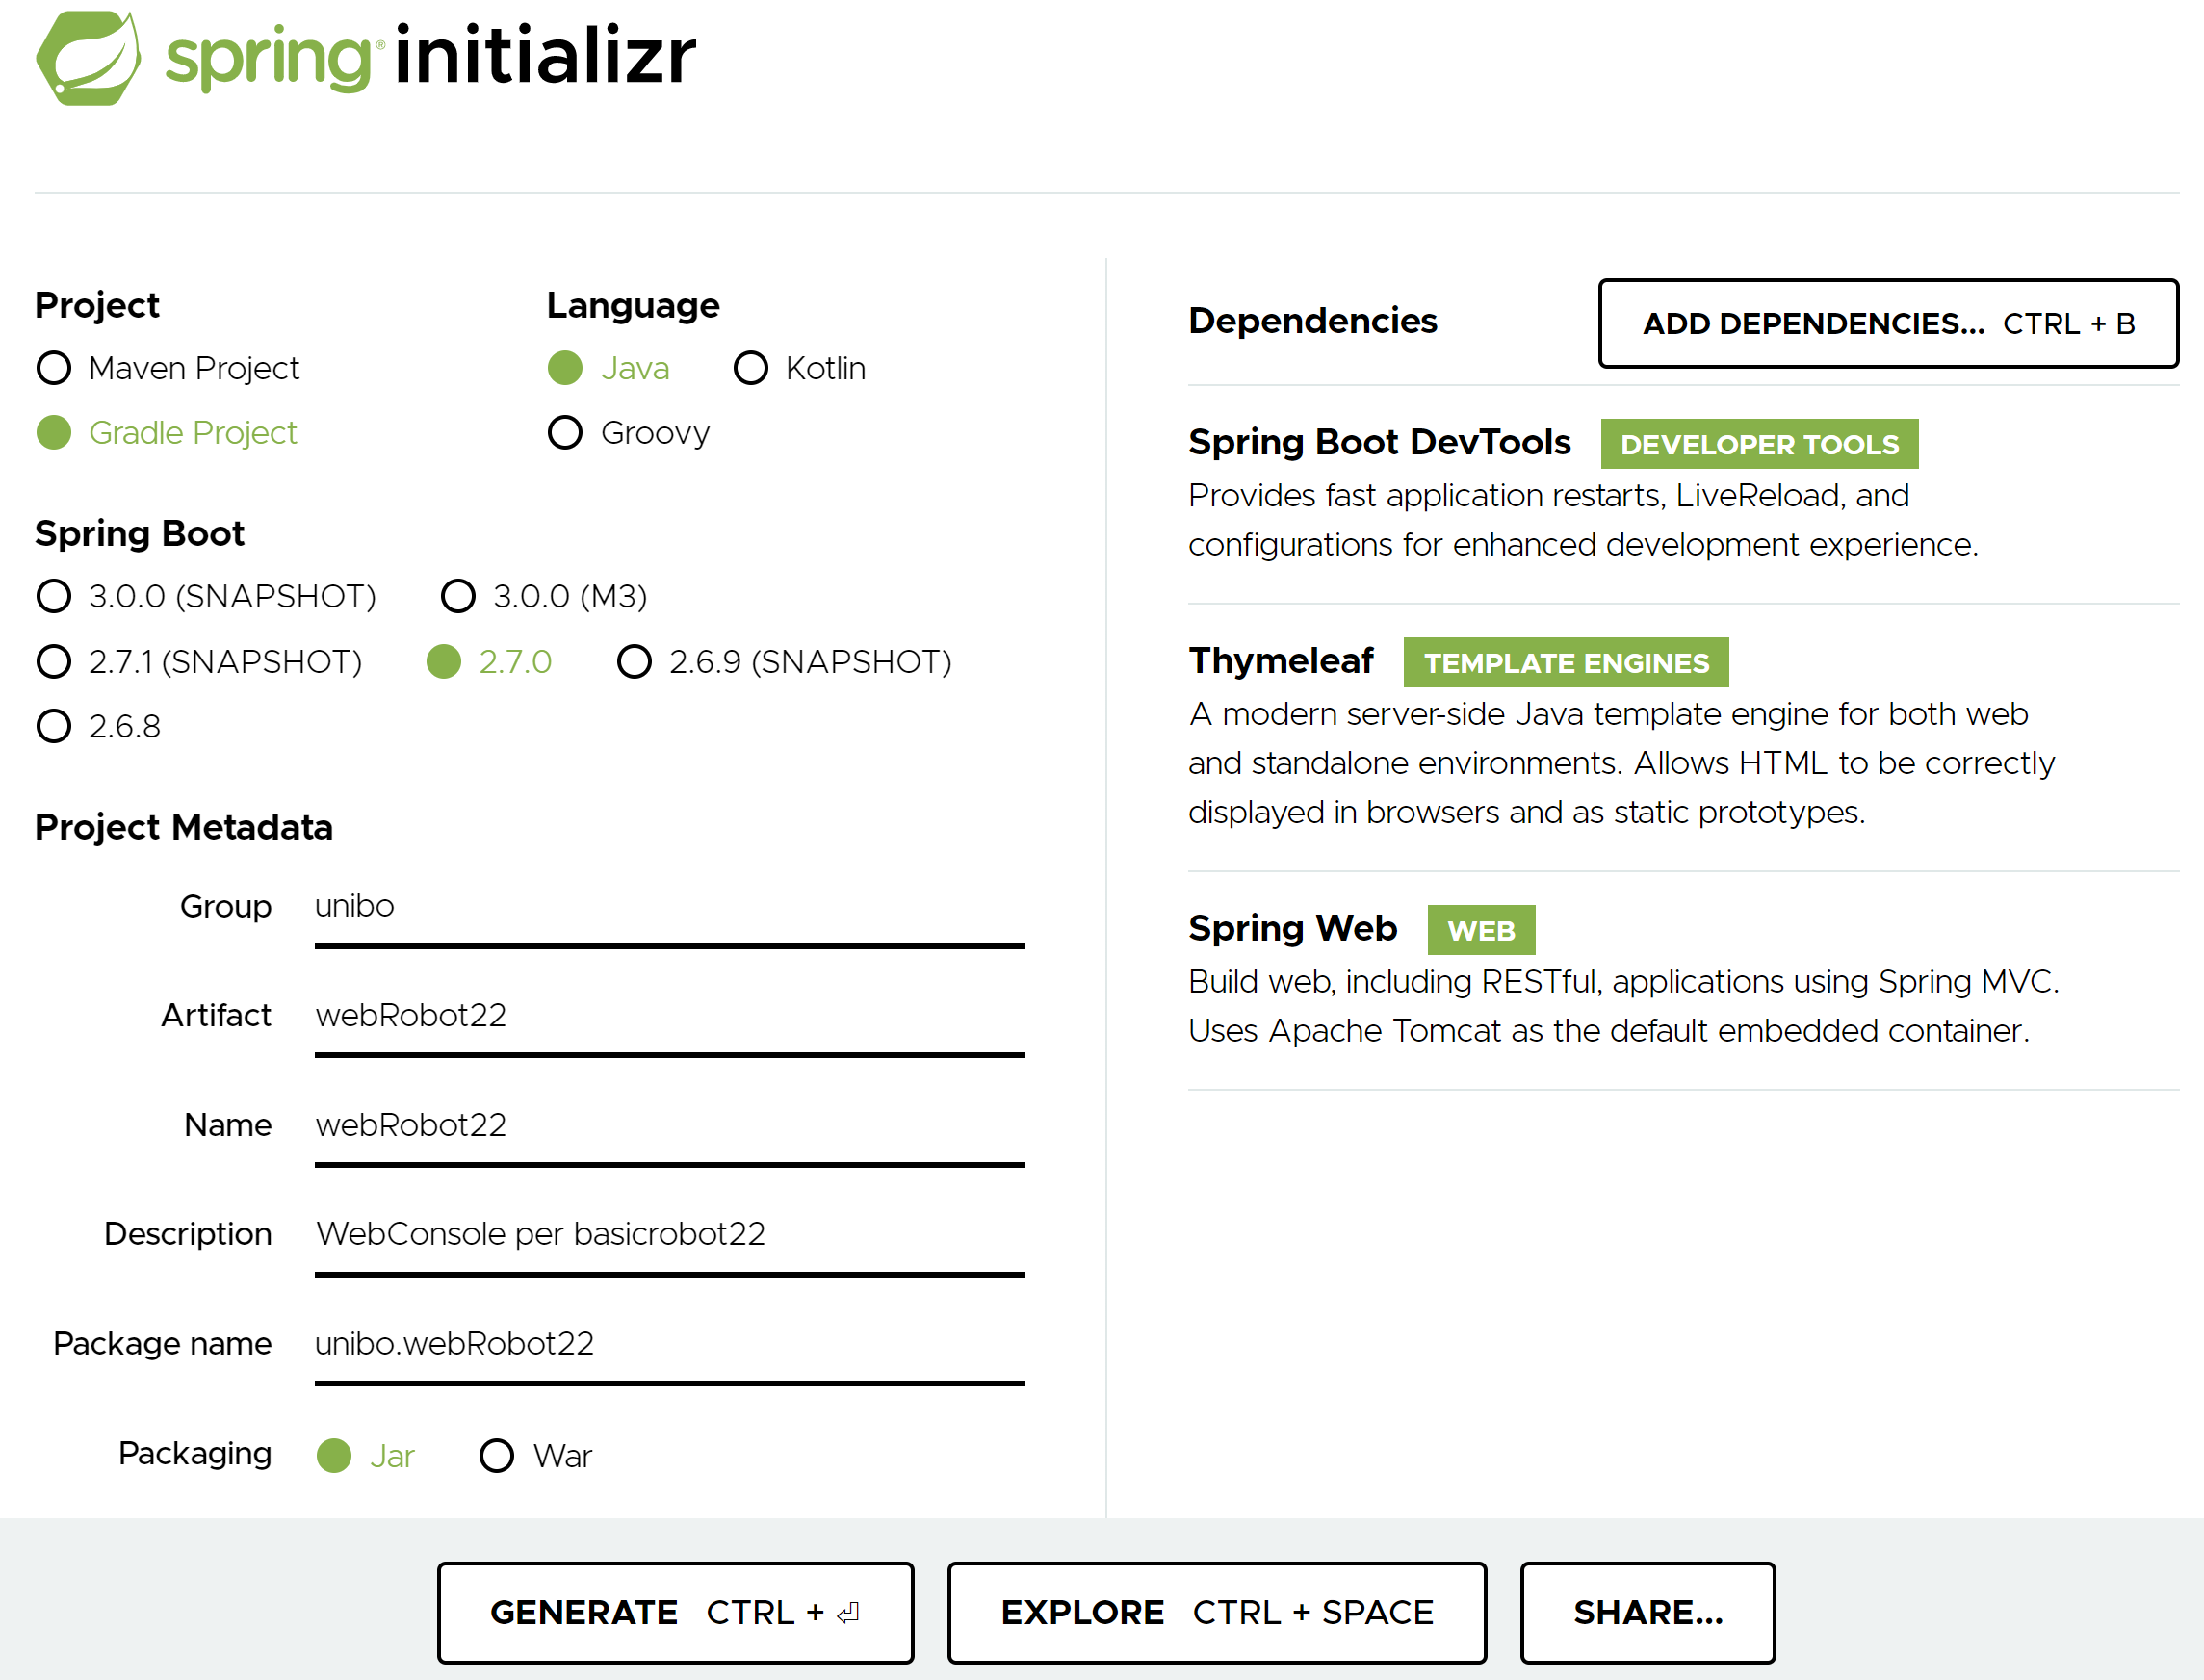 spring® initializr
Project
Maven Project
Gradle Project
Language
Java Kotlin
Groovy
Spring Boot
3.0.0 (SNAPSHOT) 3.0.0 (M3)
2.7.1 (SNAPSHOT) 2.7.0 2.6.9 (SNAPSHOT)
2.6.8
Project Metadata
Group unibo
Artifact webRobot22
Name webRobot22
Description WebConsole per basicrobot22
Package name unibo.webRobot22
Packaging Jar War
Dependencies ADD DEPENDENCIES... CTRL + B
Spring Boot DevTools DEVELOPER TOOLS
Provides fast application restarts, LiveReload, and
configurations for enhanced development experience.
Thymeleaf TEMPLATE ENGINES
A modern server-side Java template engine for both web
and standalone environments. Allows HTML to be correctly
displayed in browsers and as static prototypes.
Spring Web WEB
Build web, including RESTful, applications using Spring MVC.
Uses Apache Tomcat as the default embedded container.
GENERATE CTRL + ⏎ EXPLORE CTRL + SPACE SHARE...